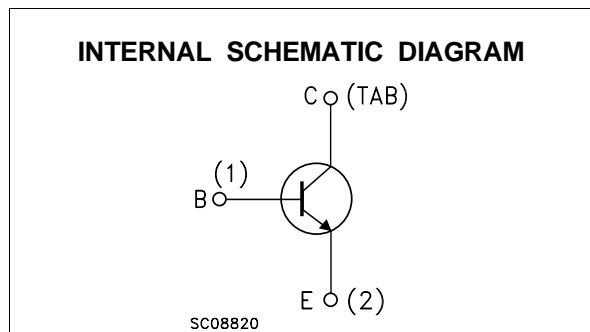 INTERNAL SCHEMATIC DIAGRAM
C (TAB)
(1)
B
E (2)
SC08820